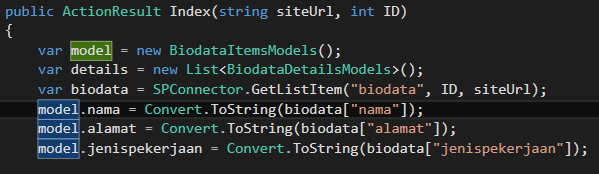 public ActionResult Index(string siteUrl, int ID)
{
var model = new BiodataItemsModels();
var details = new List<BiodataDetailsModels>();
var biodata = SPConnector.GetListItem("biodata", ID, siteUrl);
model.nama = Convert.ToString(biodata["nama"]);
model.alamat = Convert.ToString(biodata["alamat"]);
model.jenispekerjaan = Convert.ToString(biodata["jenispekerjaan"]);